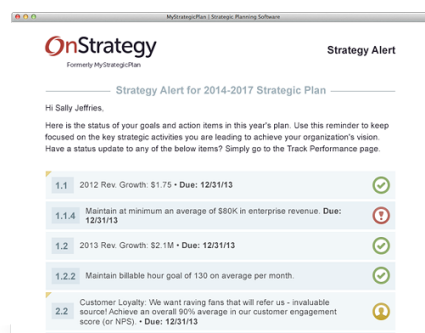 MyStrategicPlan | Strategic Planning Software
OnStrategy
Formerly MyStrategicPlan
Strategy Alert
Strategy Alert for 2014-2017 Strategic Plan
Hi Sally Jeffries,
Here is the status of your goals and action items in this year's plan. Use this reminder to keep
focused on the key strategic activities you are leading to achieve your organization's vision.
Have a status update to any of the below items? Simply go to the Track Performance page.
1.1 2012 Rev. Growth: $1.75 • Due: 12/31/13
1.1.4 Maintain at minimum an average of $80K in enterprise revenue. Due:
12/31/13
1.2 2013 Rev. Growth: $2.1M • Due: 12/31/13
1.2.2 Maintain billable hour goal of 130 on average per month.
2.2 Customer Loyalty: We want raving fans that will refer us - invaluable
source! Achieve an overall 90% average in our customer engagement
score (or NPS). • Due: 12/31/13